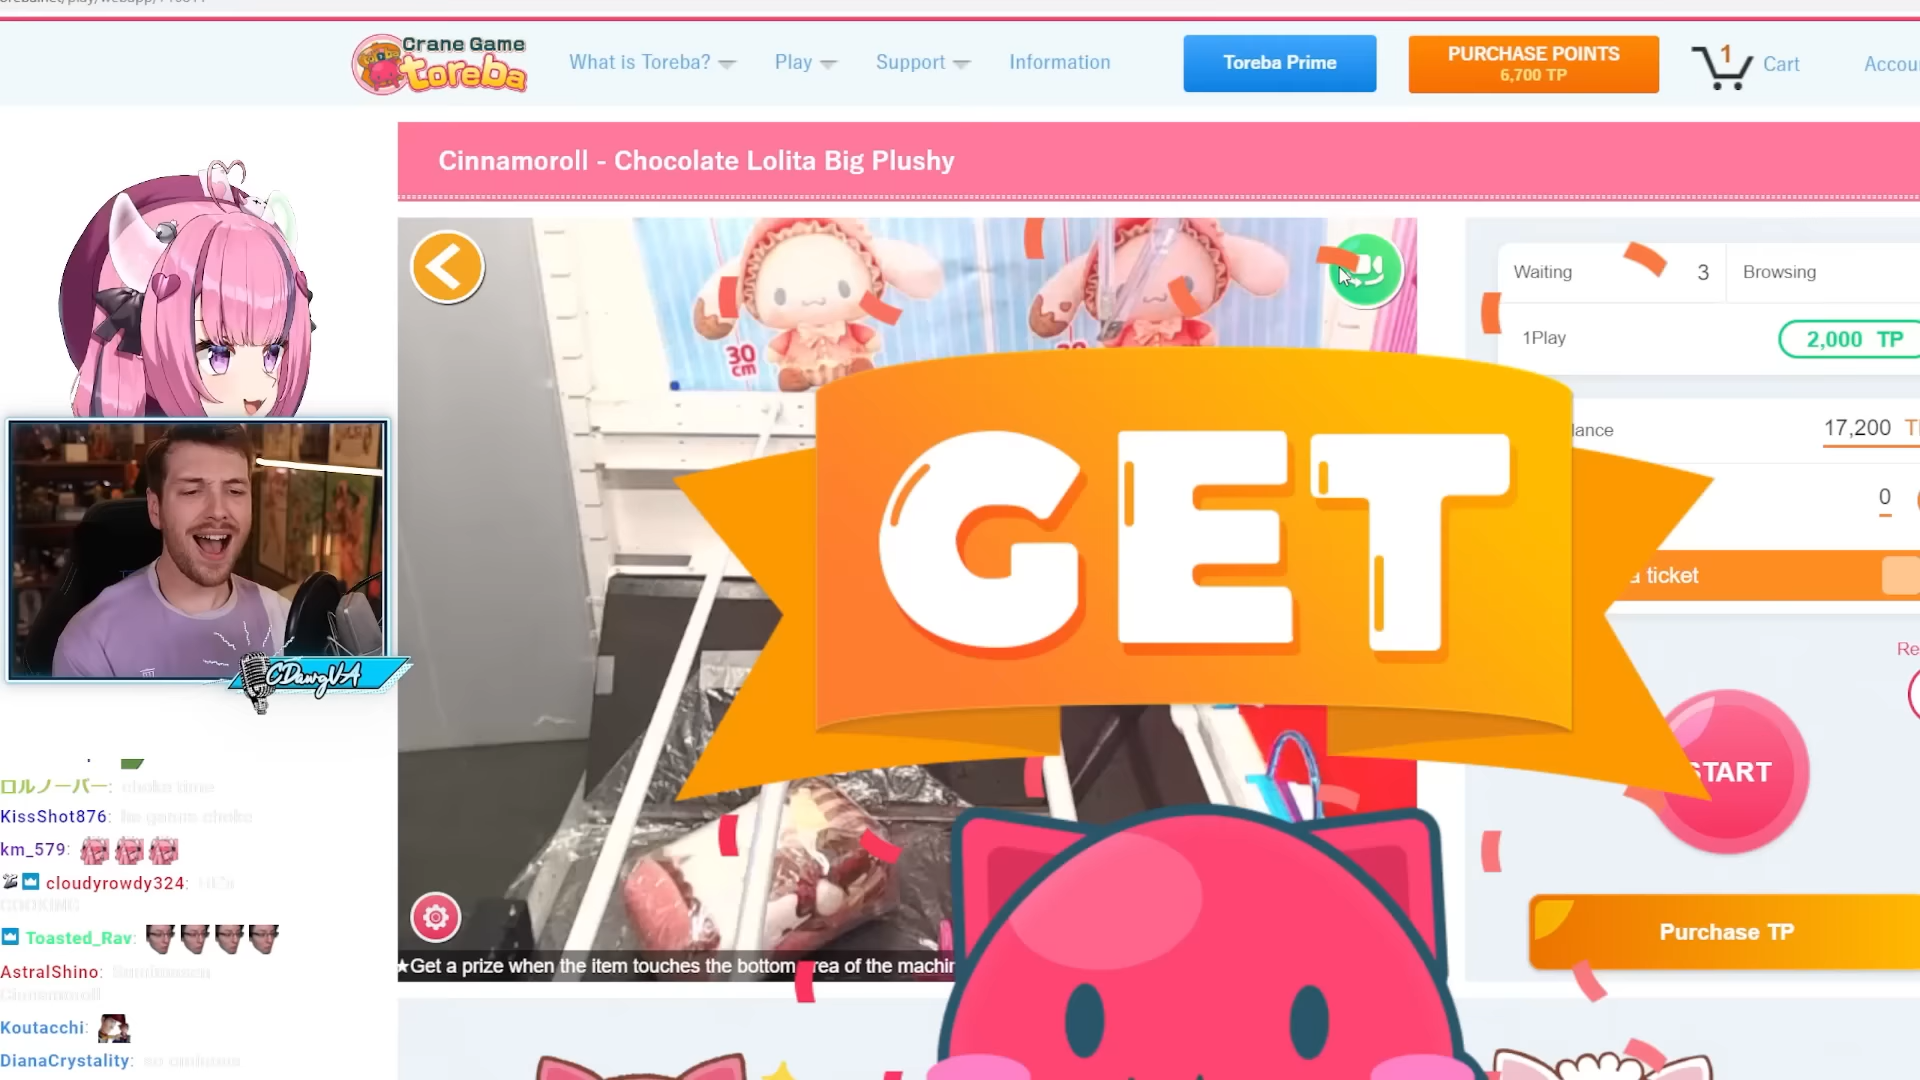 Crane Game
toreba
What is Toreba?
Play
Support
Information
Toreba Prime
PURCHASE POINTS
6,700 TP
1
Cart
Cinnamoroll - Chocolate Lolita Big Plushy
Waiting 3 Browsing
1Play 2,000 TP
17,200
0
ticket
30
cm
GET
START
Purchase TP
★Get a prize when the item touches the bottom
of the
CDawgVA
ロルノーバー:
KissShot876:
km_579:
cloudyrowdy324:
Toasted_Rav:
AstralShino:
Cinnamoroll
Koutacchi:
DianaCrystality: